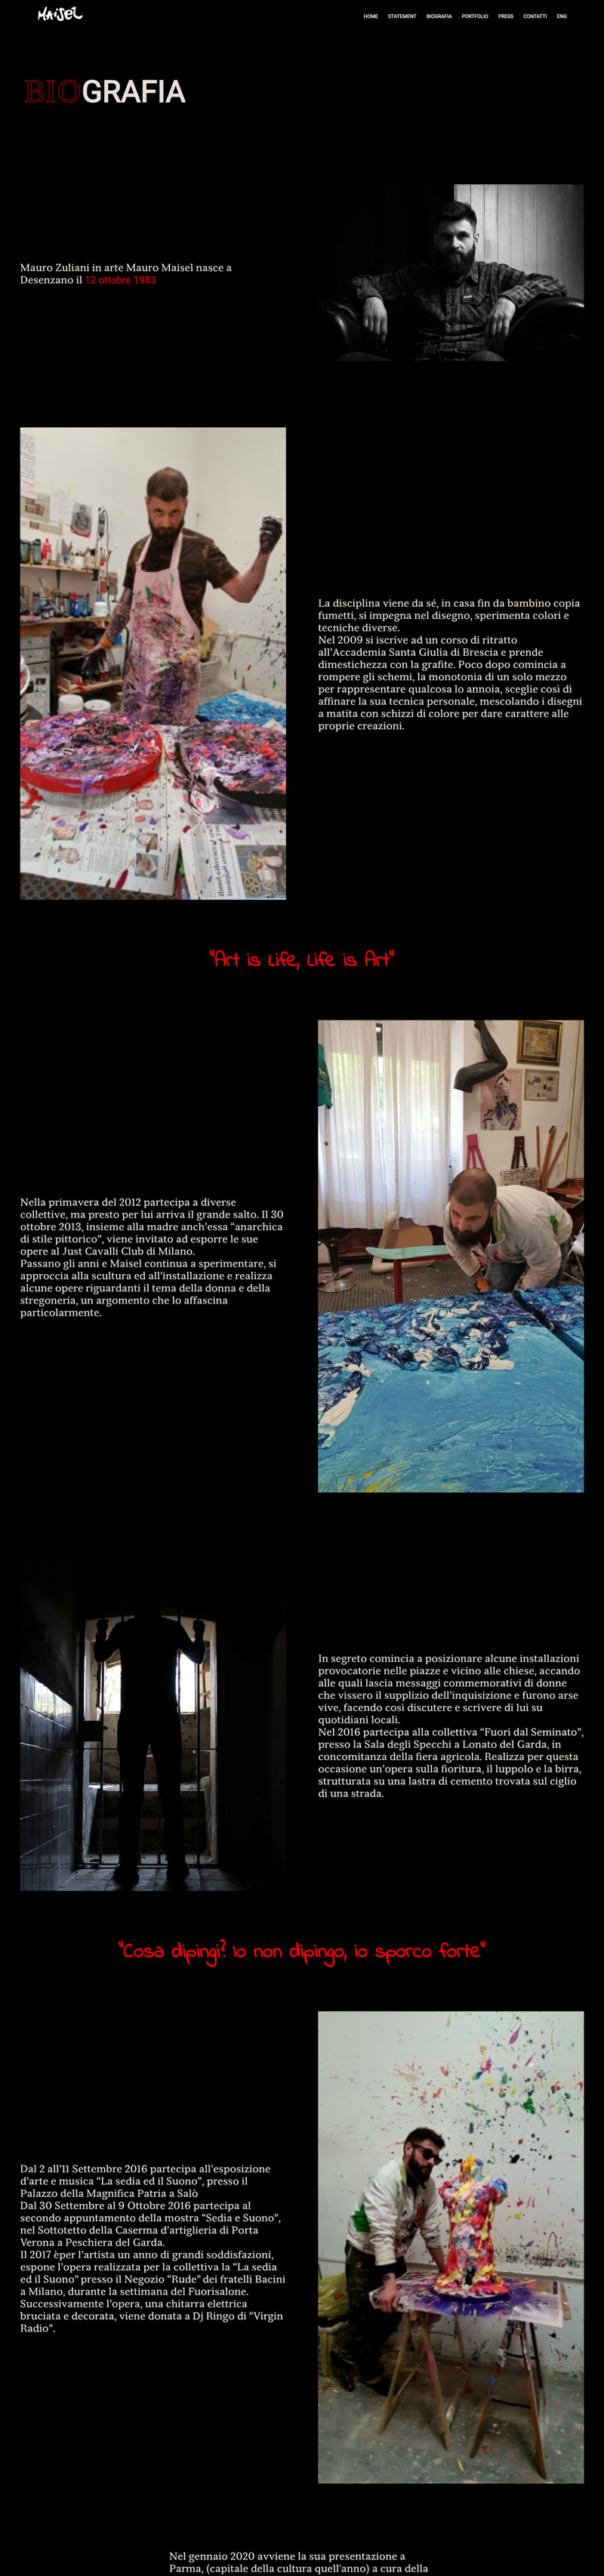 MAiSeL
HOME STATEMENT BIOGRAFIA PORTFOLIO PRESS CONTATTI ENG
BIOGRAFIA
Mauro Zuliani in arte Mauro Maisel nasce a
Desenzano il 12 ottobre 1983
La disciplina viene da sé, in casa fin da bambino copia
fumetti, si impegna nel disegno, sperimenta colori e
tecniche diverse.
Nel 2009 si iscrive ad un corso di ritratto
all’Accademia Santa Giulia di Brescia e prende
dimestichezza con la grafite. Poco dopo comincia a
rompere gli schemi, la monotonia di un solo mezzo
per rappresentare qualcosa lo annoia, sceglie così di
affinare la sua tecnica personale, mescolando i disegni
a matita con schizzi di colore per dare carattere alle
proprie creazioni.
"Art is Life, Life is Art"
Nella primavera del 2012 partecipa a diverse
collettive, ma presto per lui arriva il grande salto. Il 30
ottobre 2013, insieme alla madre anch’essa “anarchica
di stile pittorico”, viene invitato ad esporre le sue
opere al Just Cavalli Club di Milano.
Passano gli anni e Maisel continua a sperimentare, si
approccia alla scultura ed all’installazione e realizza
alcune opere riguardanti il tema della donna e della
stregoneria, un argomento che lo affascina
particolarmente.
In segreto comincia a posizionare alcune installazioni
provocatorie nelle piazze e vicino alle chiese, accando
alle quali lascia messaggi commemorativi di donne
che vissero il supplizio dell’inquisizione e furono arse
vive, facendo così discutere e scrivere di lui su
quotidiani locali.
Nel 2016 partecipa alla collettiva “Fuori dal Seminato”,
presso la Sala degli Specchi a Lonato del Garda, in
concomitanza della fiera agricola. Realizza per questa
occasione un’opera sulla fioritura, il luppolo e la birra,
strutturata su una lastra di cemento trovata sul ciglio
di una strada.
"Cosa dipingi? Io non dipingo, io sporco forte"
Dal 2 all’11 Settembre 2016 partecipa all’esposizione
d’arte e musica “La sedia ed il Suono”, presso il
Palazzo della Magnifica Patria a Salò
Dal 30 Settembre al 9 Ottobre 2016 partecipa al
secondo appuntamento della mostra “Sedia e Suono”,
nel Sottotetto della Caserma d’artiglieria di Porta
Verona a Peschiera del Garda.
Il 2017 èper l’artista un anno di grandi soddisfazioni,
espone l’opera realizzata per la collettiva la “La sedia
ed il Suono” presso il Negozio “Rude” dei fratelli Bacini
a Milano, durante la settimana del Fuorisalone.
Successivamente l’opera, una chitarra elettrica
bruciata e decorata, viene donata a Dj Ringo di “Virgin
Radio”.
Nel gennaio 2020 avviene la sua presentazione a
Parma, (capitale della cultura quell'anno) a cura della